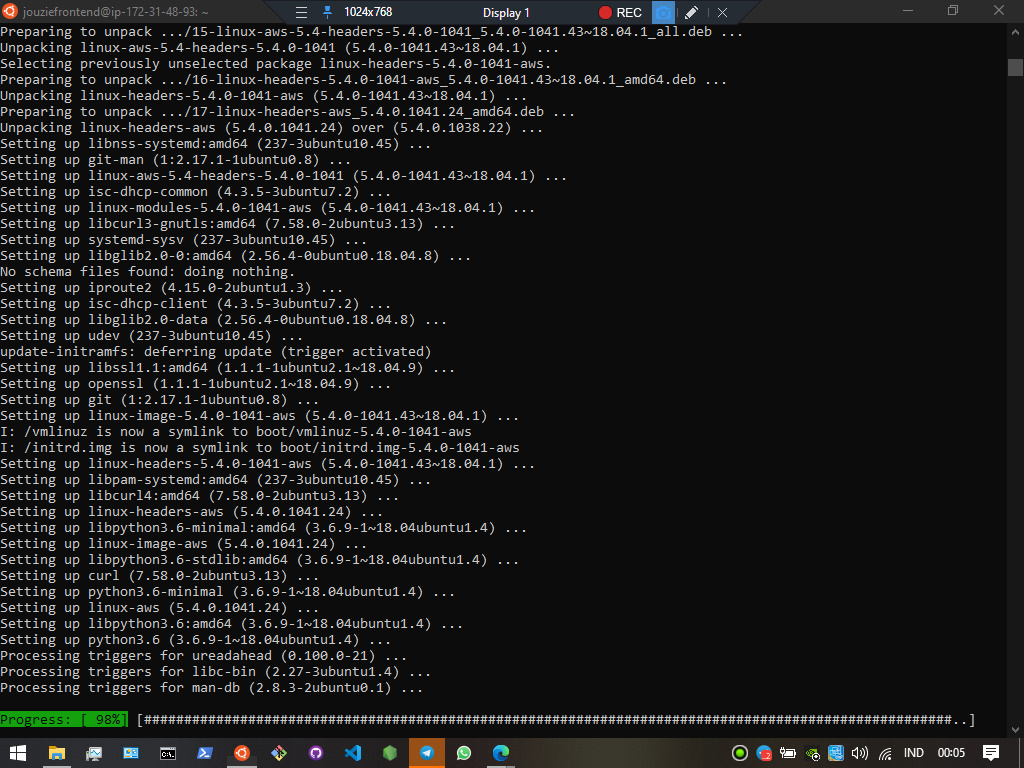 jouziefrontend@ip-172-31-48-93: ~
1024x768
Display 1
REC
Preparing to unpack .../15-linux-aws-5.4-headers-5.4.0-1041_5.4.0-1041.43~18.04.1_all.deb ...
Unpacking linux-aws-5.4-headers-5.4.0-1041 (5.4.0-1041.43~18.04.1) ...
Selecting previously unselected package linux-headers-5.4.0-1041-aws.
Preparing to unpack .../16-linux-headers-5.4.0-1041-aws_5.4.0-1041.43~18.04.1_amd64.deb ...
Unpacking linux-headers-5.4.0-1041-aws (5.4.0-1041.43~18.04.1) ...
Preparing to unpack .../17-linux-headers-aws_5.4.0.1041.24_amd64.deb ...
Unpacking linux-headers-aws (5.4.0.1041.24) over (5.4.0.1038.22) ...
Setting up libnss-systemd:amd64 (237-3ubuntu10.45) ...
Setting up git-man (1:2.17.1-1ubuntu0.8) ...
Setting up linux-aws-5.4-headers-5.4.0-1041 (5.4.0-1041.43~18.04.1) ...
Setting up isc-dhcp-common (4.3.5-3ubuntu7.2) ...
Setting up linux-modules-5.4.0-1041-aws (5.4.0-1041.43~18.04.1) ...
Setting up libcurl3-gnutls:amd64 (7.58.0-2ubuntu3.13) ...
Setting up systemd-sysv (237-3ubuntu10.45) ...
Setting up libglib2.0-0:amd64 (2.56.4-0ubuntu0.18.04.8) ...
No schema files found: doing nothing.
Setting up iproute2 (4.15.0-2ubuntu1.3) ...
Setting up isc-dhcp-client (4.3.5-3ubuntu7.2) ...
Setting up libglib2.0-data (2.56.4-0ubuntu0.18.04.8) ...
Setting up udev (237-3ubuntu10.45) ...
update-initramfs: deferring update (trigger activated)
Setting up libssl1.1:amd64 (1.1.1-1ubuntu2.1~18.04.9) ...
Setting up openssl (1.1.1-1ubuntu2.1~18.04.9) ...
Setting up git (1:2.17.1-1ubuntu0.8) ...
Setting up linux-image-5.4.0-1041-aws (5.4.0-1041.43~18.04.1) ...
I: /vmlinuz is now a symlink to boot/vmlinuz-5.4.0-1041-aws
I: /initrd.img is now a symlink to boot/initrd.img-5.4.0-1041-aws
Setting up linux-headers-5.4.0-1041-aws (5.4.0-1041.43~18.04.1) ...
Setting up libpam-systemd:amd64 (237-3ubuntu10.45) ...
Setting up libcurl4:amd64 (7.58.0-2ubuntu3.13) ...
Setting up linux-headers-aws (5.4.0.1041.24) ...
Setting up libpython3.6-minimal:amd64 (3.6.9-1~18.04ubuntu1.4) ...
Setting up linux-image-aws (5.4.0.1041.24) ...
Setting up libpython3.6-stdlib:amd64 (3.6.9-1~18.04ubuntu1.4) ...
Setting up curl (7.58.0-2ubuntu3.13) ...
Setting up python3.6-minimal (3.6.9-1~18.04ubuntu1.4) ...
Setting up linux-aws (5.4.0.1041.24) ...
Setting up libpython3.6:amd64 (3.6.9-1~18.04ubuntu1.4) ...
Setting up python3.6 (3.6.9-1~18.04ubuntu1.4) ...
Processing triggers for ureadahead (0.100.0-21) ...
Processing triggers for libc-bin (2.27-3ubuntu1.4) ...
Processing triggers for man-db (2.8.3-2ubuntu0.1) ...
Progress: [ 98%] [#####################################################################################################..]
IND
00:05